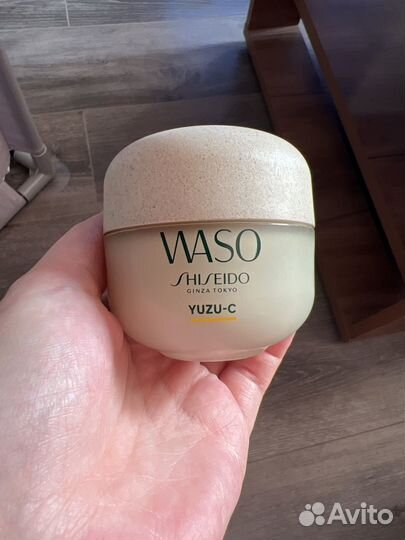 WASO
SHISEIDO
GINZA TOKYO
YUZU-C
Avito